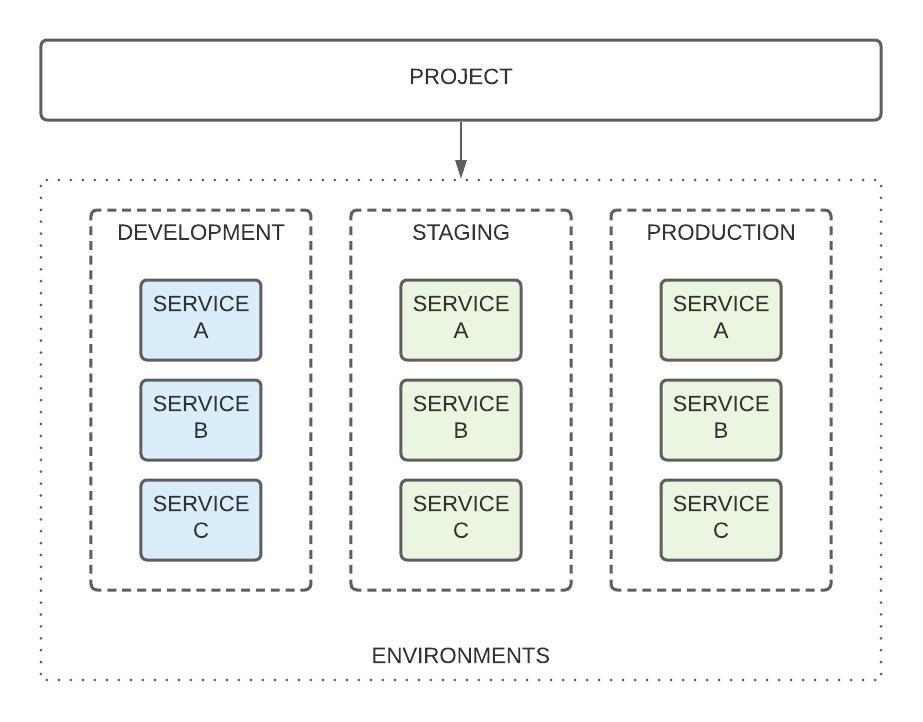 PROJECT
DEVELOPMENT
SERVICE
A
SERVICE
B
SERVICE
C
STAGING
SERVICE
A
SERVICE
B
SERVICE
C
PRODUCTION
SERVICE
A
SERVICE
B
SERVICE
C
ENVIRONMENTS